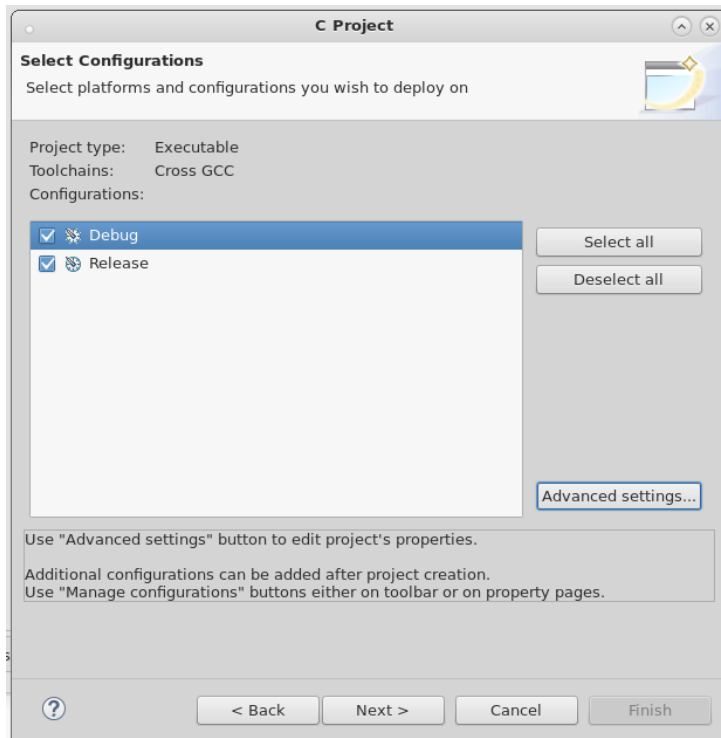 C Project
Select Configurations
Select platforms and configurations you wish to deploy on
Project type: Executable
Toolchains: Cross GCC
Configurations:
Debug
Release
Select all
Deselect all
Advanced settings...
Use "Advanced settings" button to edit project's properties.
Additional configurations can be added after project creation.
Use "Manage configurations" buttons either on toolbar or on property pages.
s
?
< Back
Next >
Cancel
Finish